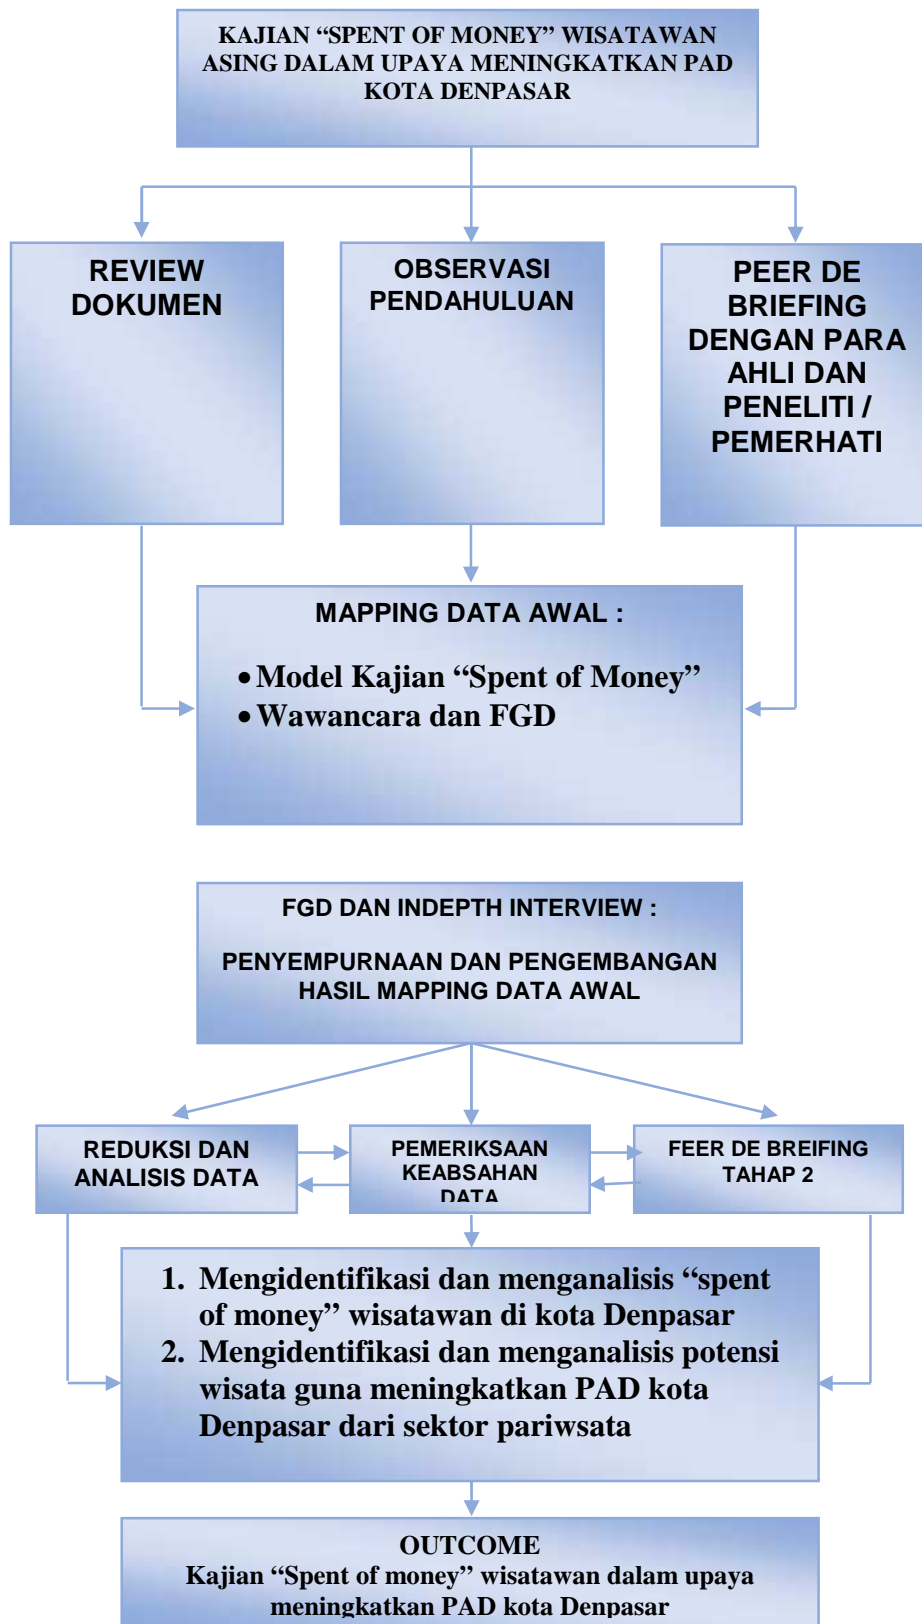 KAJIAN “SPENT OF MONEY” WISATAWAN
ASING DALAM UPAYA MENINGKATKAN PAD
KOTA DENPASAR
REVIEW
DOKUMEN
OBSERVASI
PENDAHULUAN
PEER DE
BRIEFING
DENGAN PARA
AHLI DAN
PENELITI /
PEMERHATI
MAPPING DATA AWAL :
• Model Kajian “Spent of Money”
• Wawancara dan FGD
FGD DAN INDEPTH INTERVIEW :
PENYEMPURNAAN DAN PENGEMBANGAN
HASIL MAPPING DATA AWAL
REDUKSI DAN
ANALISIS DATA
PEMERIKSAAN
KEABSAHAN
DATA
FEER DE BREIFING
TAHAP 2
1. Mengidentifikasi dan menganalisis “spent
of money” wisatawan di kota Denpasar
2. Mengidentifikasi dan menganalisis potensi
wisata guna meningkatkan PAD kota
Denpasar dari sektor pariwsata
OUTCOME
Kajian “Spent of money” wisatawan dalam upaya
meningkatkan PAD kota Denpasar